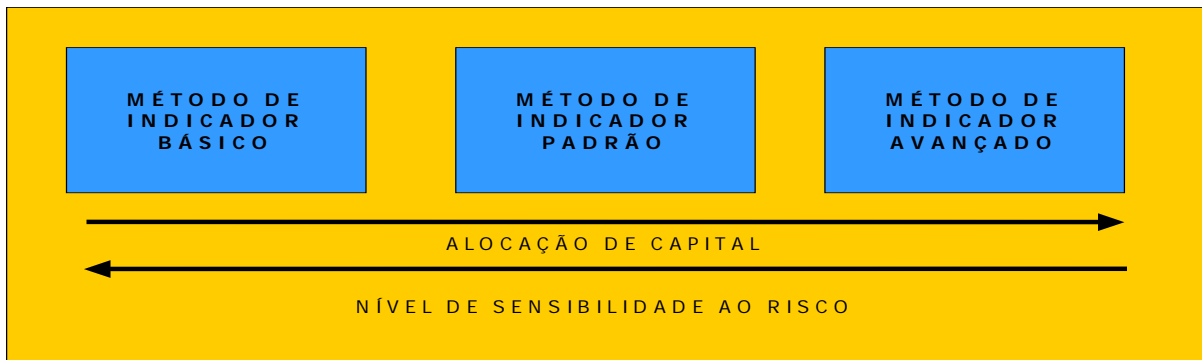 MÉTODO DE
INDICADOR
BÁSICO
MÉTODO DE
INDICADOR
PADRÃO
MÉTODO DE
INDICADOR
AVANÇADO
ALOCAÇÃO DE CAPITAL
NÍVEL DE SENSIBILIDADE AO RISCO